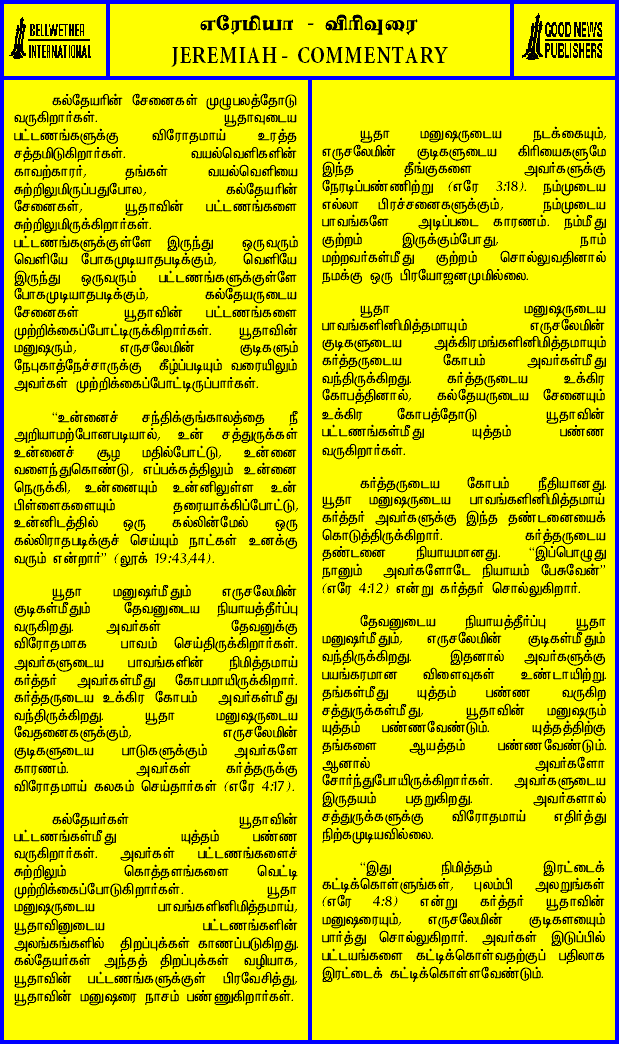 BELLWETHER
INTERNATIONAL
எரேமியா - விரிவுரை
JEREMIAH - COMMENTARY
GOOD NEWS
PUBLISHERS
கல்தேயரின் சேனைகள் முழுபலத்தோடு
வருகிறார்கள். யூதாவுடைய
பட்டணங்களுக்கு விரோதமாய் உரத்த
சத்தமிடுகிறார்கள். வயல்வெளிகளின்
காவற்காரர், தங்கள் வயல்வெளியை
சுற்றிலுமிருப்பதுபோல, கல்தேயரின்
சேனைகள், யூதாவின் பட்டணங்களை
சுற்றிலுமிருக்கிறார்கள்.
பட்டணங்களுக்குள்ளே இருந்து ஒருவரும்
வெளியே போகமுடியாதபடிக்கும், வெளியே
இருந்து ஒருவரும் பட்டணங்களுக்குள்ளே
போகமுடியாதபடிக்கும், கல்தேயருடைய
சேனைகள் யூதாவின் பட்டணங்களை
முற்றிக்கைப்போட்டிருக்கிறார்கள். யூதாவின்
மனுஷரும், எருசலேமின் குடிகளும்
நேபுகாத்நேச்சாருக்கு கீழ்ப்படியும் வரையிலும்
அவர்கள் முற்றிக்கைப்போட்டிருப்பார்கள்.
“உன்னைச் சந்திக்குங்காலத்தை நீ
அறியாமற்போனபடியால், உன் சத்துருக்கள்
உன்னைச் சூழ மதில்போட்டு, உன்னை
வளைந்துகொண்டு, எப்பக்கத்திலும் உன்னை
நெருக்கி, உன்னையும் உன்னிலுள்ள உன்
பிள்ளைகளையும் தரையாக்கிப்போட்டு,
உன்னிடத்தில் ஒரு கல்லின்மேல் ஒரு
கல்லிராதபடிக்குச் செய்யும் நாட்கள் உனக்கு
வரும் என்றார்” (லூக் 19:43,44).
யூதா மனுஷர்மீதும் எருசலேமின்
குடிகள்மீதும் தேவனுடைய நியாயத்தீர்ப்பு
வருகிறது. அவர்கள் தேவனுக்கு
விரோதமாக பாவம் செய்திருக்கிறார்கள்.
அவர்களுடைய பாவங்களின் நிமித்தமாய்
கர்த்தர் அவர்கள்மீது கோபமாயிருக்கிறார்.
கர்த்தருடைய உக்கிர கோபம் அவர்கள்மீது
வந்திருக்கிறது. யூதா மனுஷருடைய
வேதனைகளுக்கும், எருசலேமின்
குடிகளுடைய பாடுகளுக்கும் அவர்களே
காரணம். அவர்கள் கர்த்தருக்கு
விரோதமாய் கலகம் செய்தார்கள் (எரே 4:17).
கல்தேயர்கள் யூதாவின்
பட்டணங்கள்மீது யுத்தம் பண்ண
வருகிறார்கள். அவர்கள் பட்டணங்களைச்
சுற்றிலும் கொத்தளங்களை வெட்டி
முற்றிக்கைப்போடுகிறார்கள். யூதா
மனுஷருடைய பாவங்களினிமித்தமாய்,
யூதாவினுடைய பட்டணங்களின்
அலங்கங்களில் திறப்புக்கள் காணப்படுகிறது.
கல்தேயர்கள் அந்தத் திறப்புக்கள் வழியாக,
யூதாவின் பட்டணங்களுக்குள் பிரவேசித்து,
யூதாவின் மனுஷரை நாசம் பண்ணுகிறார்கள்.
யூதா மனுஷருடைய நடக்கையும்,
எருசலேமின் குடிகளுடைய கிரியைகளுமே
இந்த தீங்குகளை அவர்களுக்கு
நேரடிப்பண்ணிற்று (எரே 3:18). நம்முடைய
எல்லா பிரச்சனைகளுக்கும், நம்முடைய
பாவங்களே அடிப்படை காரணம். நம்மீது
குற்றம் இருக்கும்போது, நாம்
மற்றவர்கள்மீது குற்றம் சொல்லுவதினால்
நமக்கு ஒரு பிரயோஜனமுமில்லை.
யூதா மனுஷருடைய
பாவங்களினிமித்தமாயும் எருசலேமின்
குடிகளுடைய அக்கிரமங்களினிமித்தமாயும்
கர்த்தருடைய கோபம் அவர்கள்மீது
வந்திருக்கிறது. கர்த்தருடைய உக்கிர
கோபத்தினால், கல்தேயருடைய சேனையும்
உக்கிர கோபத்தோடு யூதாவின்
பட்டணங்கள்மீது யுத்தம் பண்ண
வருகிறார்கள்.
கர்த்தருடைய கோபம் நீதியானது.
யூதா மனுஷருடைய பாவங்களினிமித்தமாய்
கர்த்தர் அவர்களுக்கு இந்த தண்டனையைக்
கொடுத்திருக்கிறார். கர்த்தருடைய
தண்டனை நியாயமானது. “இப்பொழுது
நானும் அவர்களோடே நியாயம் பேசுவேன்”
(எரே 4:12) என்று கர்த்தர் சொல்லுகிறார்.
தேவனுடைய நியாயத்தீர்ப்பு யூதா
மனுஷர்மீதும், எருசலேமின் குடிகள்மீதும்
வந்திருக்கிறது. இதனால் அவர்களுக்கு
பயங்கரமான விளைவுகள் உண்டாயிற்று.
தங்கள்மீது யுத்தம் பண்ண வருகிற
சத்துருக்கள்மீது, யூதாவின் மனுஷரும்
யுத்தம் பண்ணவேண்டும். யுத்தத்திற்கு
தங்களை ஆயத்தம் பண்ணவேண்டும்.
ஆனால் அவர்களோ
சோர்ந்துபோயிருக்கிறார்கள். அவர்களுடைய
இருதயம் பதறுகிறது. அவர்களால்
சத்துருக்களுக்கு விரோதமாய் எதிர்த்து
நிற்கமுடியவில்லை.
“இது நிமித்தம் இரட்டைக்
கட்டிக்கொள்ளுங்கள், புலம்பி அலறுங்கள்
(எரே 4:8) என்று கர்த்தர் யூதாவின்
மனுஷரையும், எருசலேமின் குடிகளையும்
பார்த்து சொல்லுகிறார். அவர்கள் இடுப்பில்
பட்டயங்களை கட்டிக்கொள்வதற்குப் பதிலாக
இரட்டைக் கட்டிக்கொள்ளவேண்டும்.